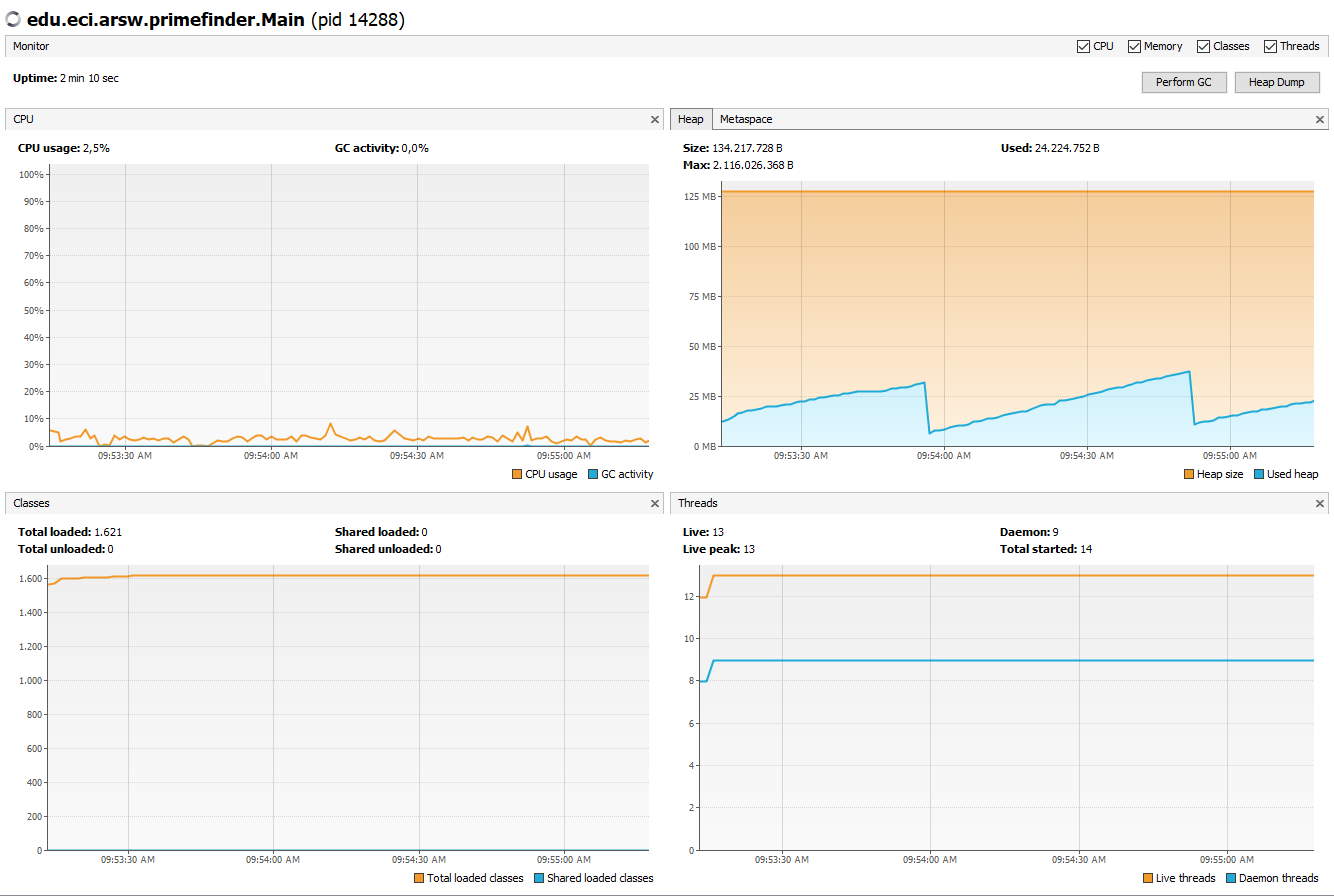 edu.eci.arsw.primefinder.Main (pid 14288)
Monitor
CPU Memory Classes Threads
Uptime: 2 min 10 sec
Perform GC Heap Dump
CPU
CPU usage: 2,5% GC activity: 0,0%
100%
90%
80%
70%
60%
50%
40%
30%
20%
10%
0%
09:53:30 AM 09:54:00 AM 09:54:30 AM 09:55:00 AM
CPU usage GC activity
Heap Metaspace
Size: 134.217.728 B Used: 24.224.752 B
Max: 2.116.026.368 B
125 MB
100 MB
75 MB
50 MB
25 MB
0 MB
09:53:30 AM 09:54:00 AM 09:54:30 AM 09:55:00 AM
Heap size Used heap
Classes
Total loaded: 1.621 Shared loaded: 0
Total unloaded: 0 Shared unloaded: 0
1.600
1.400
1.200
1.000
800
600
400
200
0
09:53:30 AM 09:54:00 AM 09:54:30 AM 09:55:00 AM
Total loaded classes Shared loaded classes
Threads
Live: 13 Daemon: 9
Live peak: 13 Total started: 14
12
10
8
6
4
2
0
09:53:30 AM 09:54:00 AM 09:54:30 AM 09:55:00 AM
Live threads Daemon threads